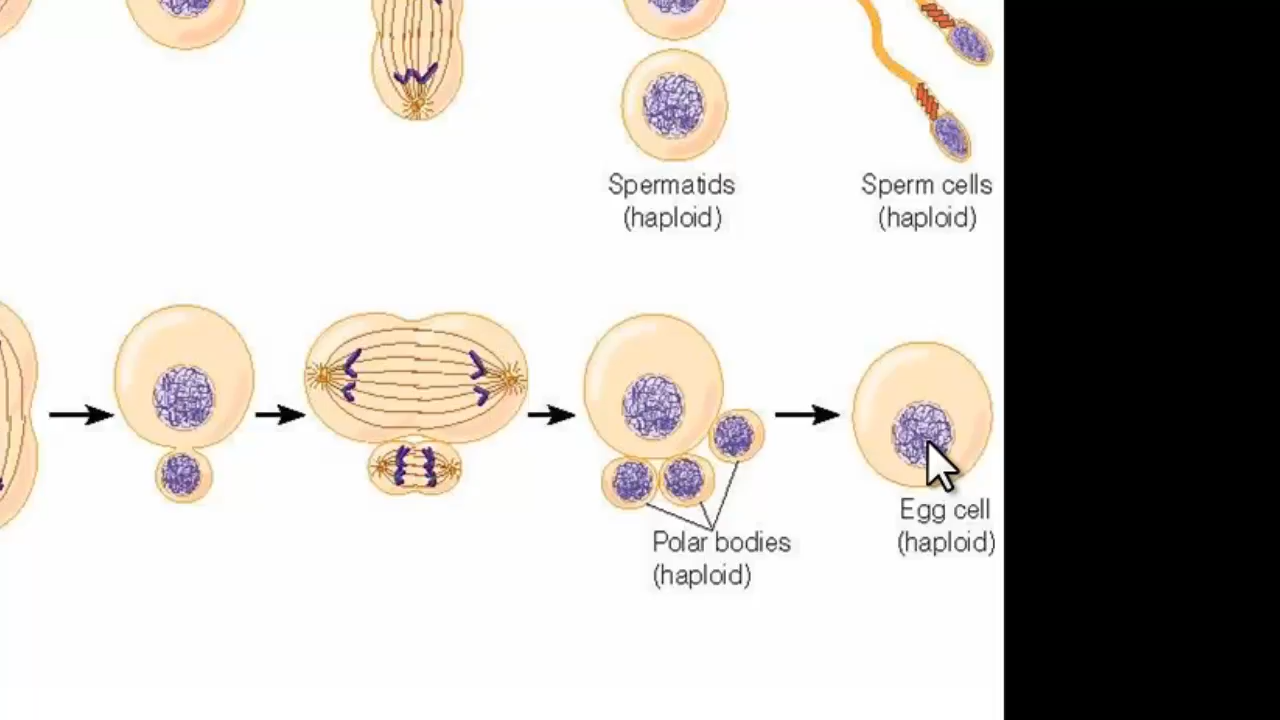 Spermatids
(haploid)
Sperm cells
(haploid)
Polar bodies
(haploid)
Egg cell
(haploid)